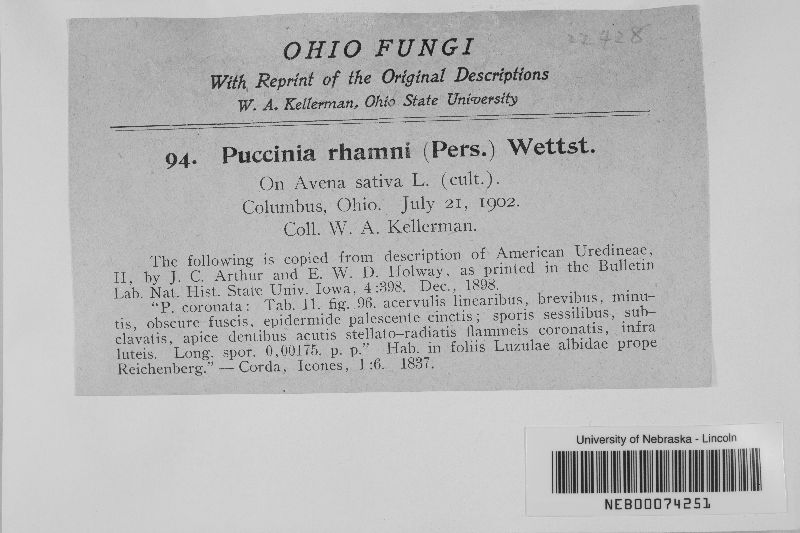 22428
OHIO FUNGI
With Reprint of the Original Descriptions
W. A. Kellerman, Ohio State University
94. Puccinia rhamni (Pers.) Wettst.
On Avena sativa L. (cult.).
Columbus, Ohio. July 21, 1902.
Coll. W. A. Kellerman.
The following is copied from description of American Uredineae,
II, by J. C. Arthur and E. W. D. Holway, as printed in the Bulletin
Lab. Nat. Hist. State Univ. Iowa, 4:398. Dec., 1898.
“P. coronata: Tab. II. fig. 96. acervulis linearibus, brevibus, minu-
tis, obscure fuscis, epidermide palescente cinctis; sporis sessilibus, sub-
clavatis, apice dentibus acutis stellato-radiatis flammeis coronatis, infra
luteis. Long. spor. 0,00175. p. p.” Hab. in foliis Luzulae albidae prope
Reichenberg.” — Corda, Icones, 1:6. 1837.
University of Nebraska - Lincoln
NEB00074251